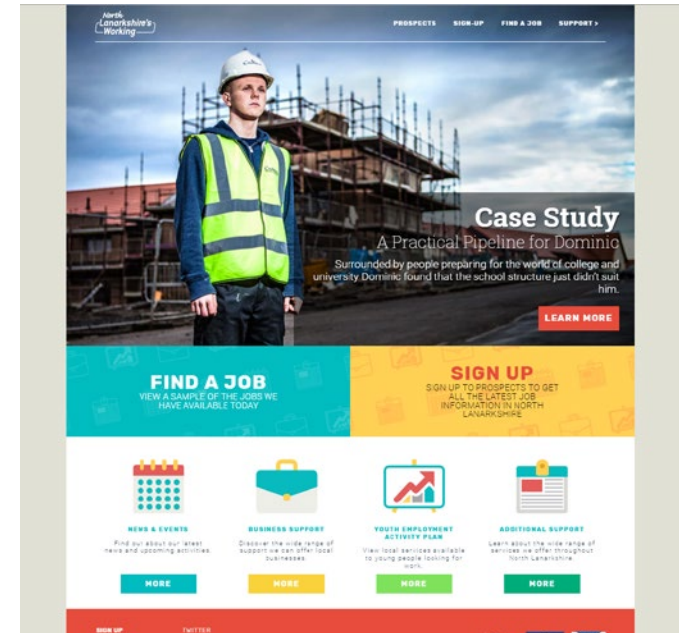 North
Lanarkshire's
Working
PROSPECTS SIGN-UP FIND A JOB SUPPORT >
Case Study
A Practical Pipeline for Dominic
Surrounded by people preparing for the world of college and
university Dominic found that the school structure just didn't suit
him.
LEARN MORE
FIND A JOB
VIEW A SAMPLE OF THE JOBS WE
HAVE AVAILABLE TODAY
SIGN UP
SIGN UP TO PROSPECTS TO GET
ALL THE LATEST JOB
INFORMATION IN NORTH
LANARKSHIRE
NEWS & EVENTS
Find out about our latest
news and upcoming activities.
MORE
BUSINESS SUPPORT
Discover the wide range of
support we can offer local
businesses.
MORE
YOUTH EMPLOYMENT
ACTIVITY PLAN
View local services available
to young people looking for
work.
MORE
ADDITIONAL SUPPORT
Learn about the wide range of
services we offer throughout
North Lanarkshire.
MORE
SIGN UP TWITTER